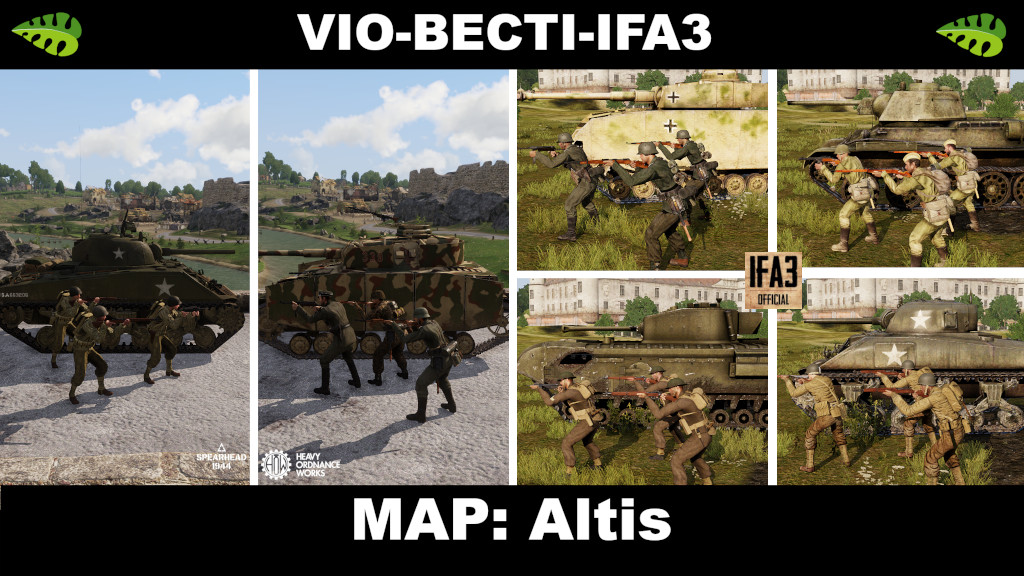 VIO-BECTI-IFA3
IFA3
OFFICIAL
SPEARHEAD
1944
HEAVY
ORDNANCE
WORKS
MAP: Altis